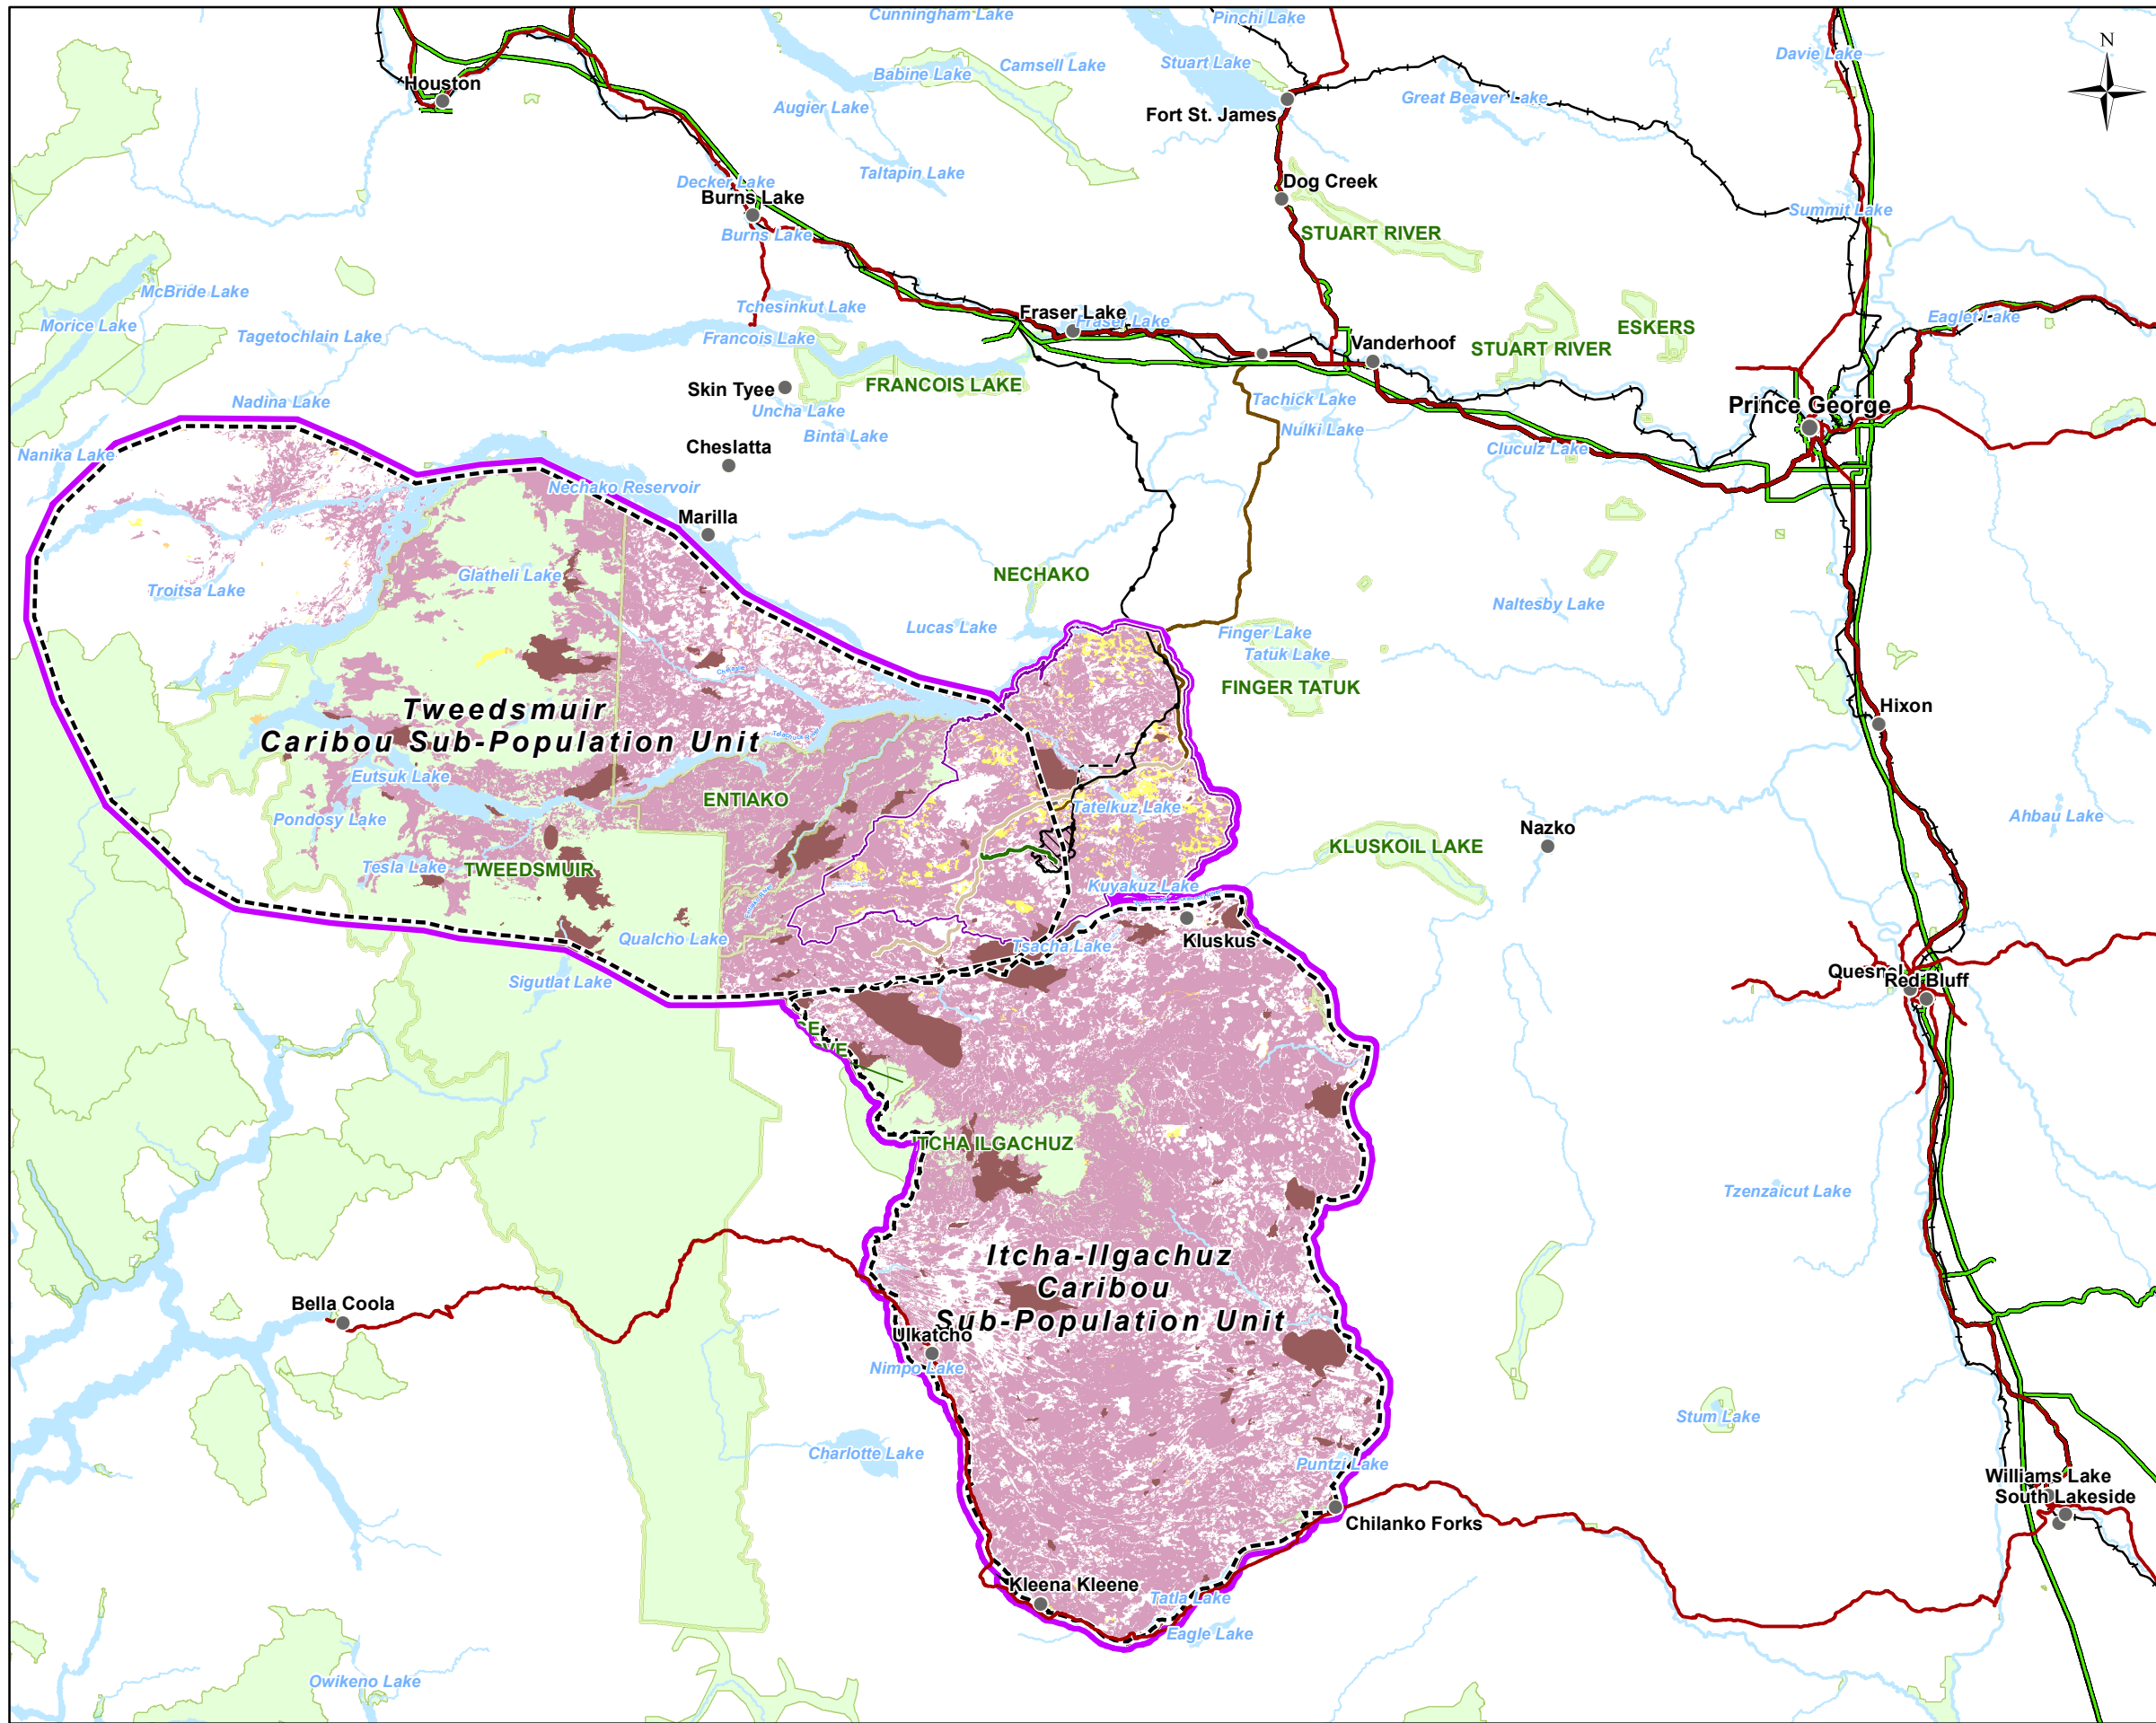 Cunningham Lake
Pinchi Lake
N
Davie Lake
Babine Lake
Camsell Lake
Stuart Lake
Houston
Great Beaver Lake
Augier Lake
Fort St. James
Taltapin Lake
Decker Lake
Dog Creek
Burns Lake
Summit Lake
Burns Lake
STUART RIVER
McBride Lake
Tchesinkut Lake
Fraser Lake
Fraser Lake
Eaglet Lake
Morice Lake
Tagetochlain Lake
Francois Lake
ESKERS
Vanderhoof
STUART RIVER
Skin Tyee
FRANCOIS LAKE
Nadina Lake
Uncha Lake
Tachick Lake
Prince George
Binta Lake
Nulki Lake
Nanika Lake
Cheslatta
Cluculz Lake
Nechako Reservoir
Marilla
Glatheli Lake
NECHAKO
Troitsa Lake
Naltesby Lake
Lucas Lake
Finger Lake
Tatuk Lake
FINGER TATUK
Tweedsmuir
Caribou Sub-Population Unit
Hixon
Eutsuk Lake
ENTIAKO
Tatelkuz Lake
Pondosy Lake
Ahbau Lake
Nazko
KLUSKOIL LAKE
Tesla Lake
TWEEDSMUIR
Kuyakuz Lake
Qualcho Lake
Tsacha Lake
Kluskus
Sigutlat Lake
Red Bluff
ITCHA ILGACHUZ
Tzenzaicut Lake
Itcha-Ilgachuz
Caribou
Sub-Population Unit
Bella Coola
Ulkatcho
Nimpo Lake
Stum Lake
Charlotte Lake
Puntzi Lake
Williams Lake
South Lakeside
Chilanko Forks
Kleena Kleene
Tatla Lake
Eagle Lake
Owikeno Lake